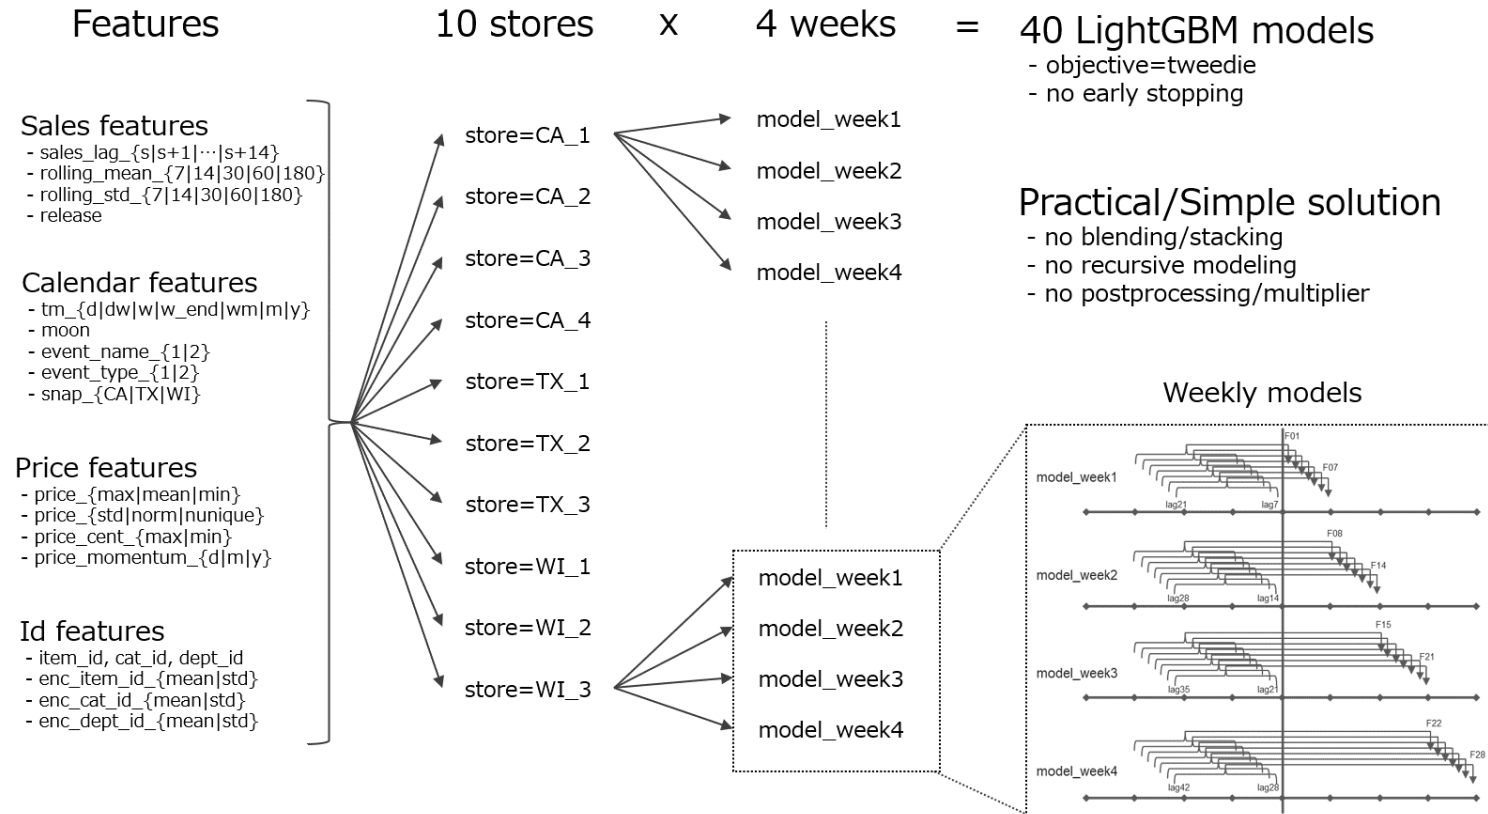 Features
10 stores x 4 weeks = 40 LightGBM models
- objective=tweedie
- no early stopping
Sales features
- sales_lag_{s|s+1|…|s+14}
- rolling_mean_{7|14|30|60|180}
- rolling_std_{7|14|30|60|180}
- release
Calendar features
- tm_{d|dw|w|w_end|wm|m|y}
- moon
- event_name_{1|2}
- event_type_{1|2}
- snap_{CA|TX|WI}
Price features
- price_{max|mean|min}
- price_{std|norm|nunique}
- price_cent_{max|min}
- price_momentum_{d|m|y}
Id features
- item_id, cat_id, dept_id
- enc_item_id_{mean|std}
- enc_cat_id_{mean|std}
- enc_dept_id_{mean|std}
store=CA_1
store=CA_2
store=CA_3
store=CA_4
store=TX_1
store=TX_2
store=TX_3
store=WI_1
store=WI_2
store=WI_3
model_week1
model_week2
model_week3
model_week4
model_week1
model_week2
model_week3
model_week4
Practical/Simple solution
- no blending/stacking
- no recursive modeling
- no postprocessing/multiplier
Weekly models
F01
F07
model_week1
lag21 lag7
F08
F14
model_week2
lag28 lag14
F15
F21
model_week3
lag35 lag21
F22
F28
model_week4
lag42 lag28